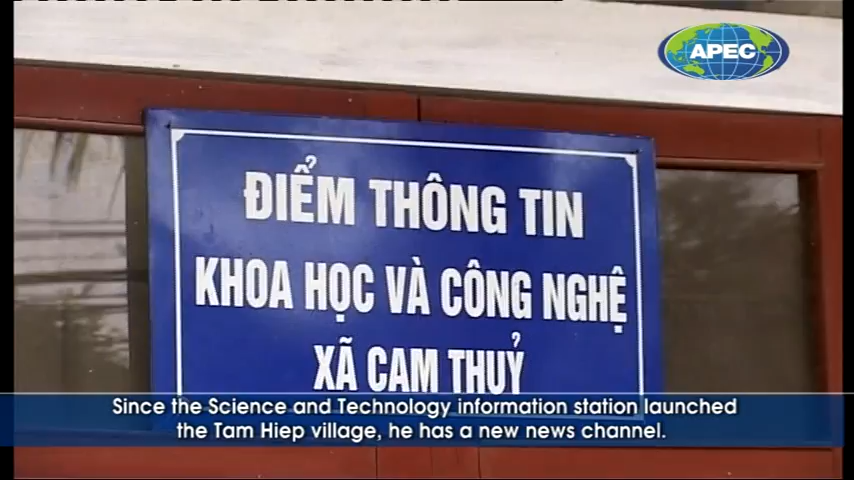 APEC
ĐIỂM THÔNG TIN
KHOA HỌC VÀ CÔNG NGHỆ
XÃ CAM THUỶ
Since the Science and Technology information station launched
the Tam Hiep village, he has a new news channel.